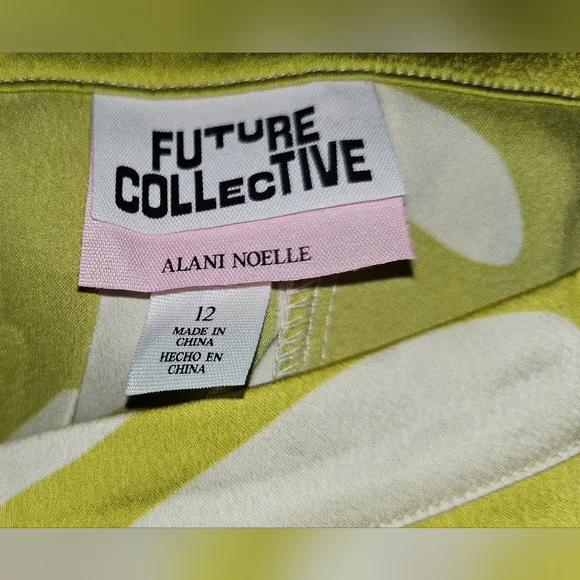 FUTURE
COLLECTIVE
ALANI NOELLE
12
MADE IN
CHINA
HECHO EN
CHINA